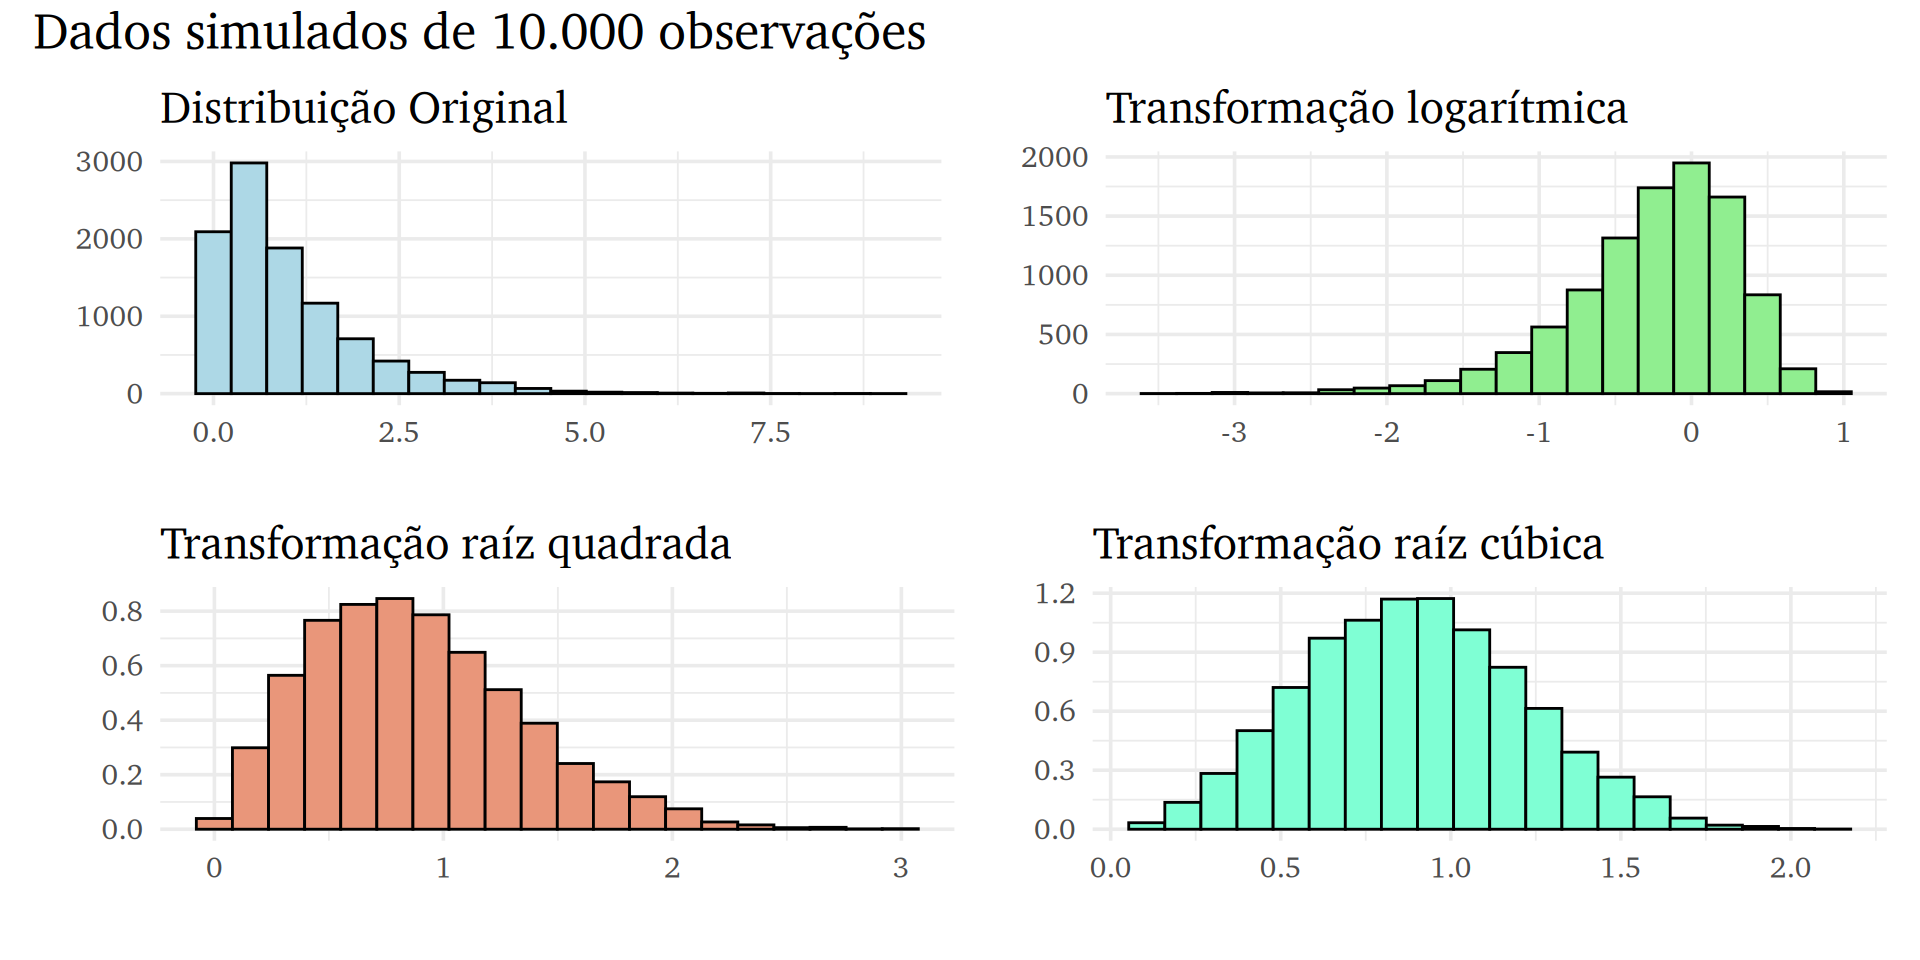 Dados simulados de 10.000 observações
Distribuição Original
3000
2000
1000
0
0.0 2.5 5.0 7.5
Transformação logarítmica
2000
1500
1000
500
0
-3 -2 -1 0 1
Transformação raíz quadrada
0.8
0.6
0.4
0.2
0.0
0 1 2 3
Transformação raíz cúbica
1.2
0.9
0.6
0.3
0.0
0.0 0.5 1.0 1.5 2.0